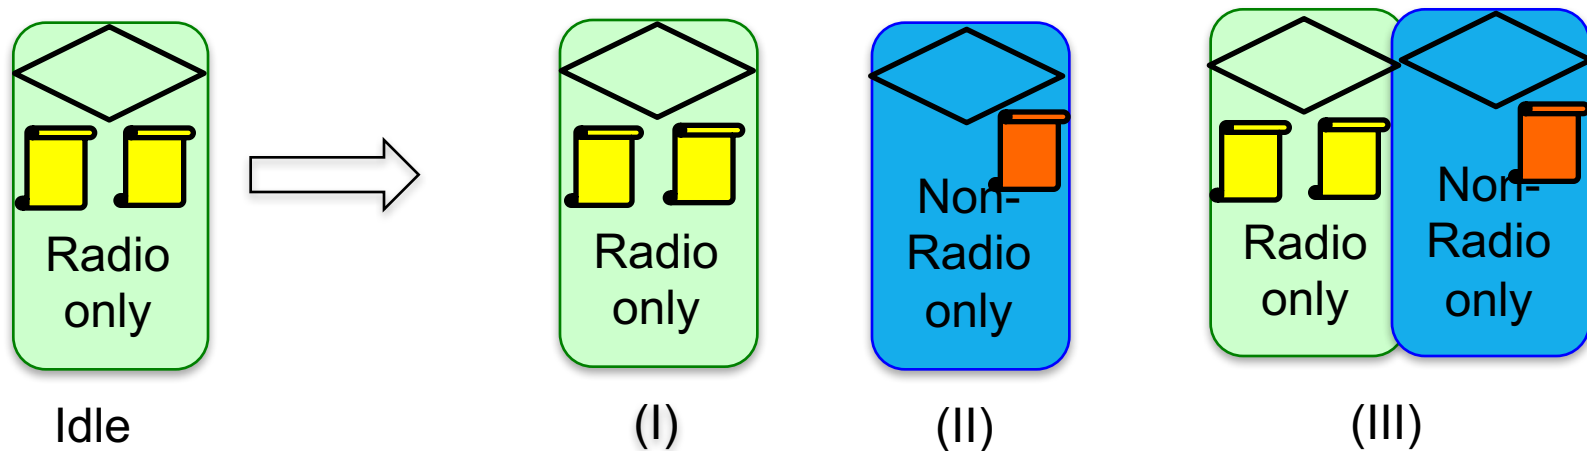 Radio
only
Idle
Radio
only
(I)
Non-
Radio
only
(II)
Radio
only
Non-
Radio
only
(III)